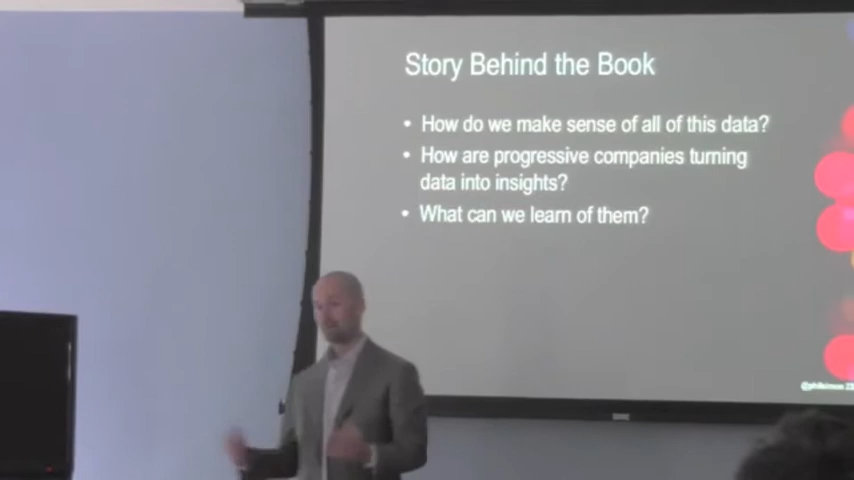 Story Behind the Book
• How do we make sense of all of this data?
• How are progressive companies turning
data into insights?
• What can we learn of them?
@philsimon